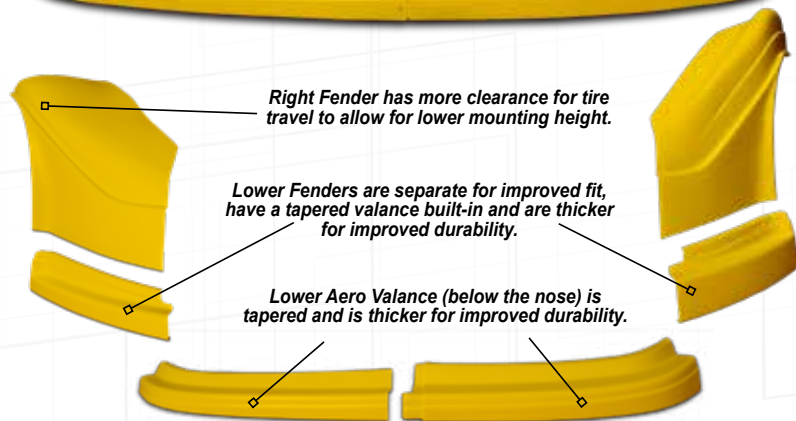 Right Fender has more clearance for tire
travel to allow for lower mounting height.
Lower Fenders are separate for improved fit,
have a tapered valance built-in and are thicker
for improved durability.
Lower Aero Valance (below the nose) is
tapered and is thicker for improved durability.